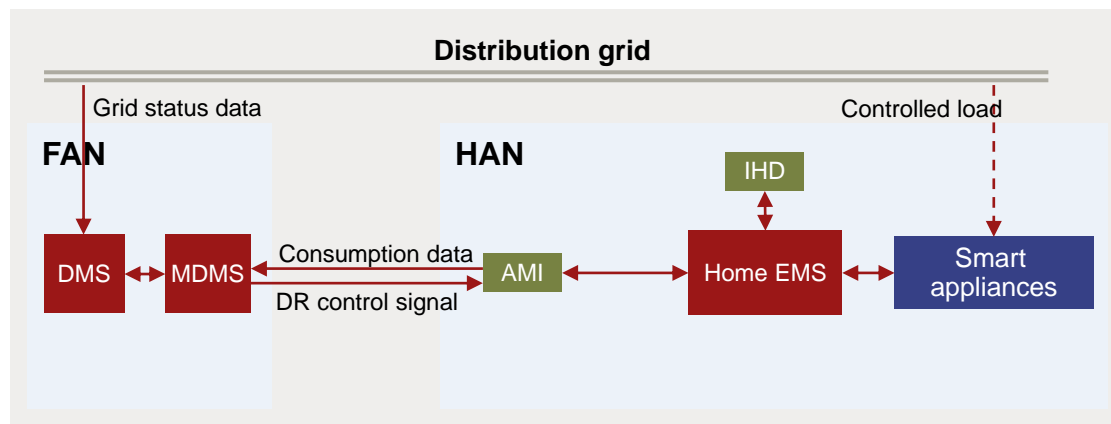 Distribution grid
Grid status data
Controlled load
FAN
HAN
IHD
DMS
MDMS
Consumption data
DR control signal
AMI
Home EMS
Smart
appliances